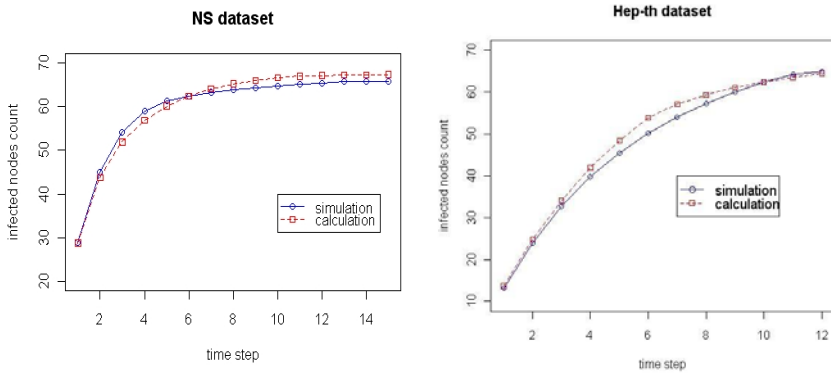 NS dataset
infected nodes count
70
60
50
40
30
20
simulation
calculation
2 4 6 8 10 12 14
time step
Hep-th dataset
infected nodes count
70
60
50
40
30
20
10
simulation
calculation
2 4 6 8 10 12
time step